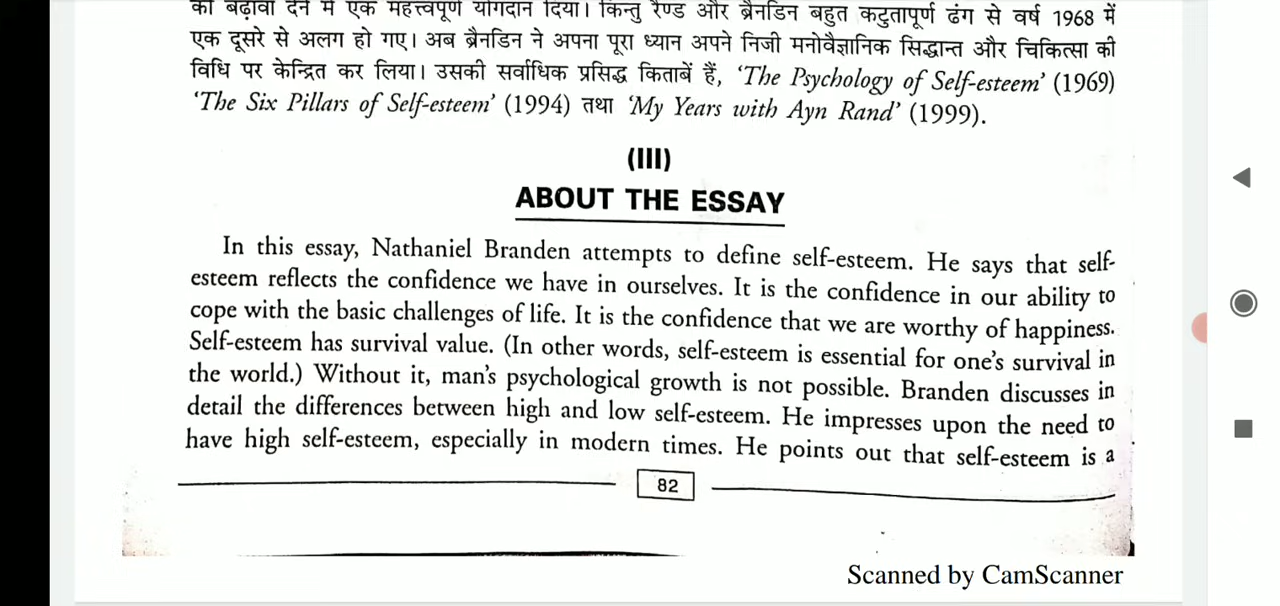 को बढ़ावा देने में एक महत्त्वपूर्ण योगदान दिया। किन्तु रैण्ड और ब्रैनडिन बहुत कटुतापूर्ण ढंग से वर्ष 1968 में
एक दूसरे से अलग हो गए। अब ब्रैनडिन ने अपना पूरा ध्यान अपने निजी मनोवैज्ञानिक सिद्धान्त और चिकित्सा की
विधि पर केन्द्रित कर लिया। उसकी सर्वाधिक प्रसिद्ध किताबें हैं, ‘The Psychology of Self-esteem’ (1969)
‘The Six Pillars of Self-esteem’ (1994) तथा ‘My Years with Ayn Rand’ (1999).
(III)
ABOUT THE ESSAY
In this essay, Nathaniel Branden attempts to define self-esteem. He says that self-
esteem reflects the confidence we have in ourselves. It is the confidence in our ability to
cope with the basic challenges of life. It is the confidence that we are worthy of happiness.
Self-esteem has survival value. (In other words, self-esteem is essential for one’s survival in
the world.) Without it, man’s psychological growth is not possible. Branden discusses in
detail the differences between high and low self-esteem. He impresses upon the need to
have high self-esteem, especially in modern times. He points out that self-esteem is a
82
Scanned by CamScanner